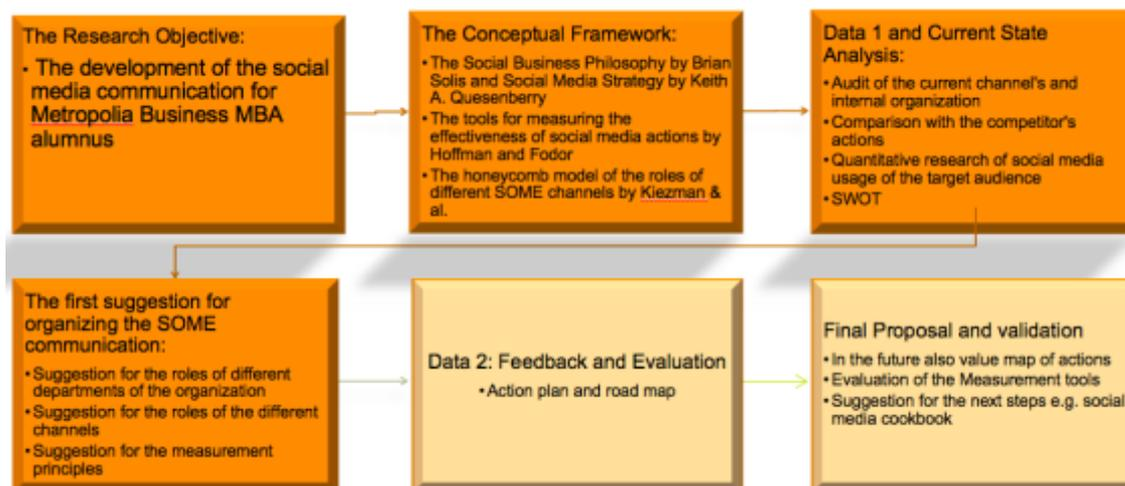 The Research Objective:
• The development of the social
media communication for
Metropolia Business MBA
alumnus
The Conceptual Framework:
• The Social Business Philosophy by Brian
Solis and Social Media Strategy by Keith
A. Quesenberry
• The tools for measuring the
effectiveness of social media actions by
Hoffman and Fodor
• The honeycomb model of the roles of
different SOME channels by Kiezman &
al.
Data 1 and Current State
Analysis:
• Audit of the current channel's and
internal organization
• Comparison with the competitor's
actions
• Quantitative research of social media
usage of the target audience
• SWOT
The first suggestion for
organizing the SOME
communication:
• Suggestion for the roles of different
departments of the organization
• Suggestion for the roles of the different
channels
• Suggestion for the measurement
principles
Data 2: Feedback and Evaluation
• Action plan and road map
Final Proposal and validation
• In the future also value map of actions
• Evaluation of the Measurement tools
• Suggestion for the next steps e.g. social
media cookbook